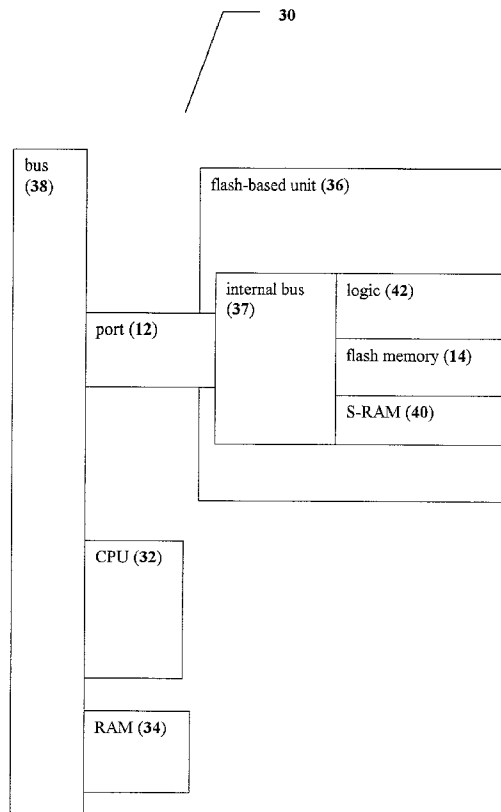 30
bus
(38)
flash-based unit (36)
internal bus
(37)
logic (42)
port (12)
flash memory (14)
S-RAM (40)
CPU (32)
RAM (34)